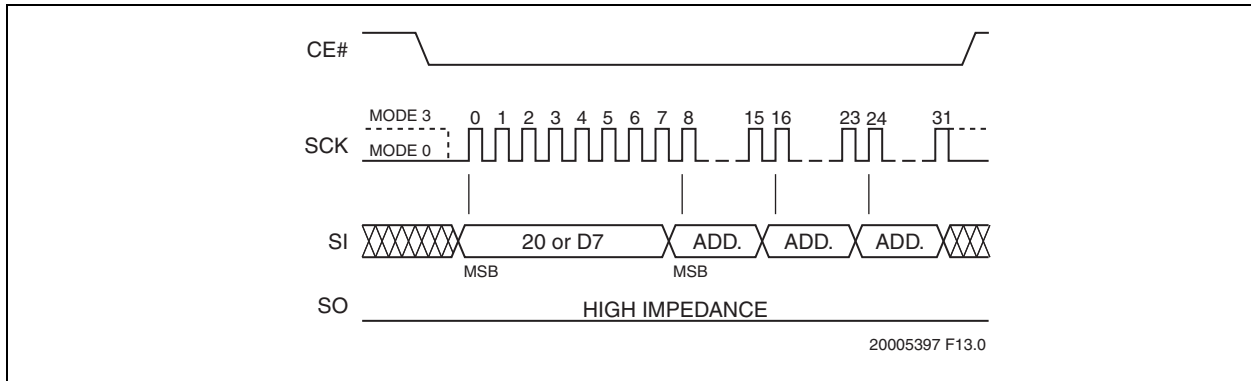 CE#
MODE 3
0 1 2 3 4 5 6 7 8 15 16 23 24 31
SCK
MODE 0
SI
20 or D7 ADD. ADD. ADD.
MSB MSB
SO
HIGH IMPEDANCE
20005397 F13.0